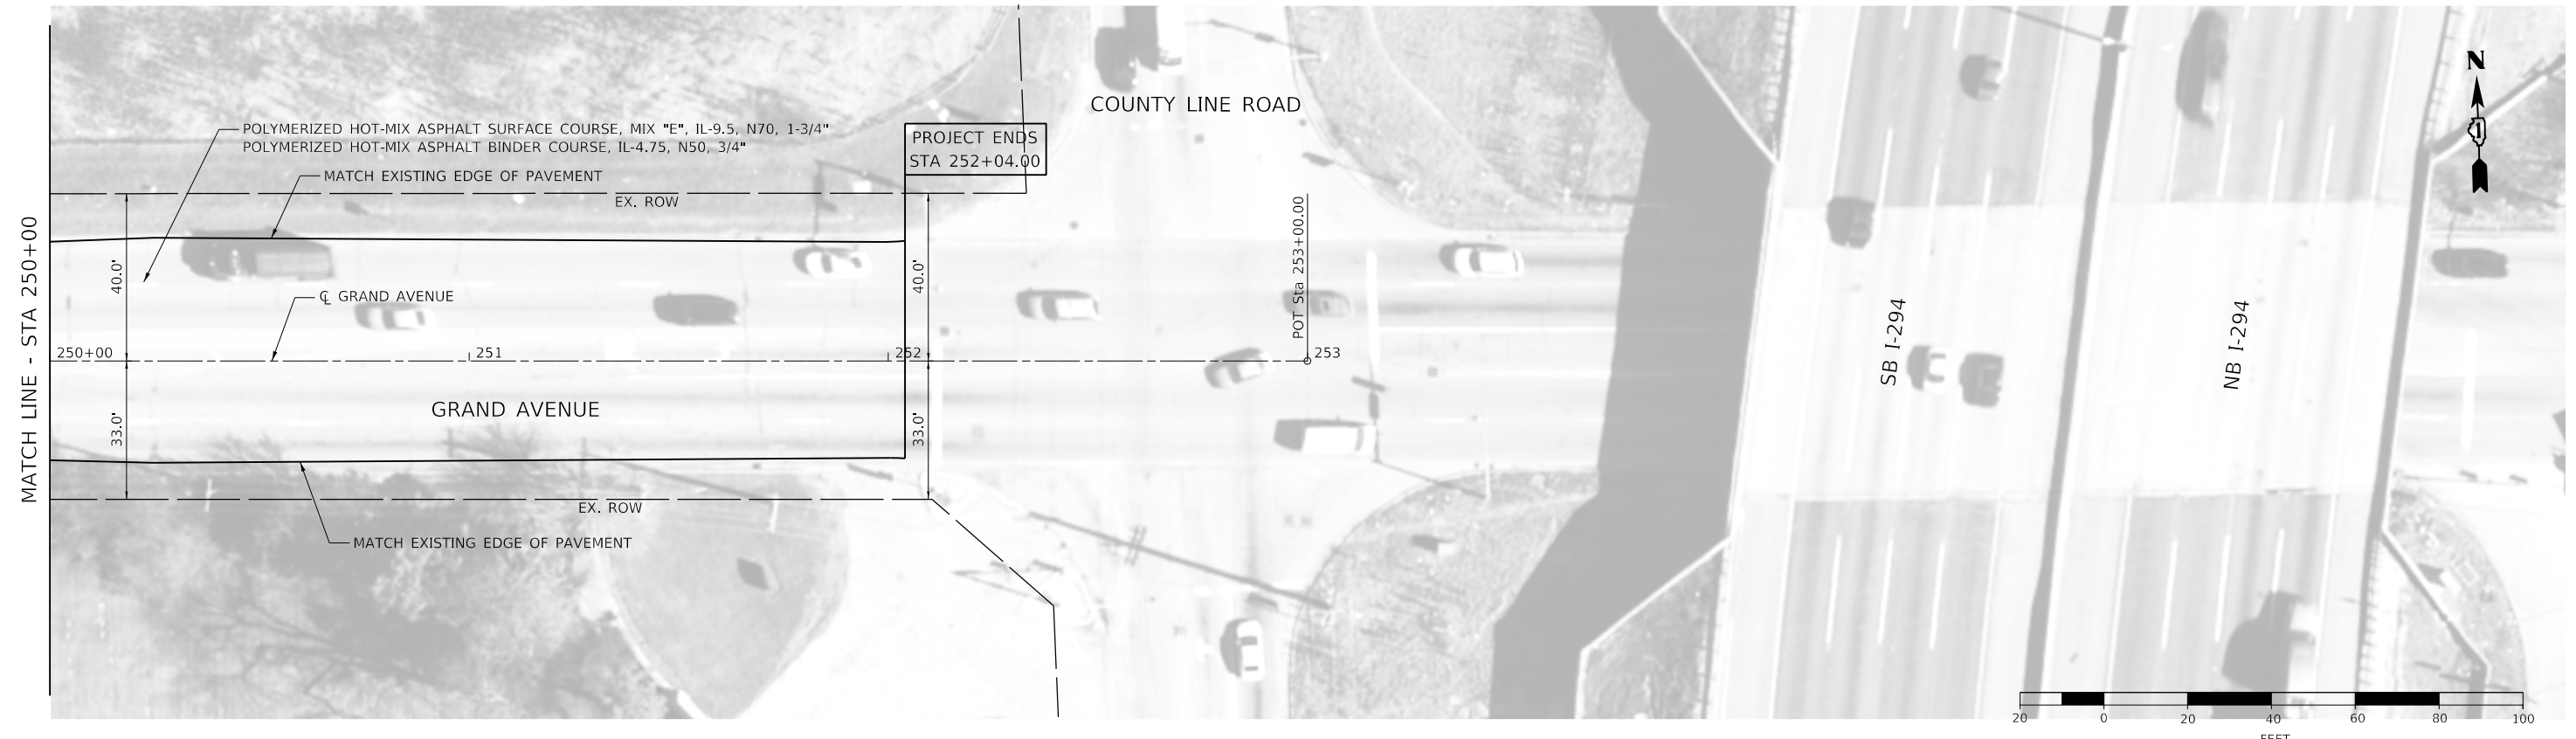 MATCH LINE - STA 250+00
POLYMERIZED HOT-MIX ASPHALT SURFACE COURSE, MIX "E", IL-9.5, N70, 1-3/4"
POLYMERIZED HOT-MIX ASPHALT BINDER COURSE, IL-4.75, N50, 3/4"
MATCH EXISTING EDGE OF PAVEMENT
EX. ROW
40.0'
℄ GRAND AVENUE
250+00
251
252
253
33.0'
GRAND AVENUE
EX. ROW
MATCH EXISTING EDGE OF PAVEMENT
PROJECT ENDS
STA 252+04.00
40.0'
33.0'
COUNTY LINE ROAD
POT Sta 253+00.00
SB I-294
NB I-294
N
1
20 0 20 40 60 80 100
FEET